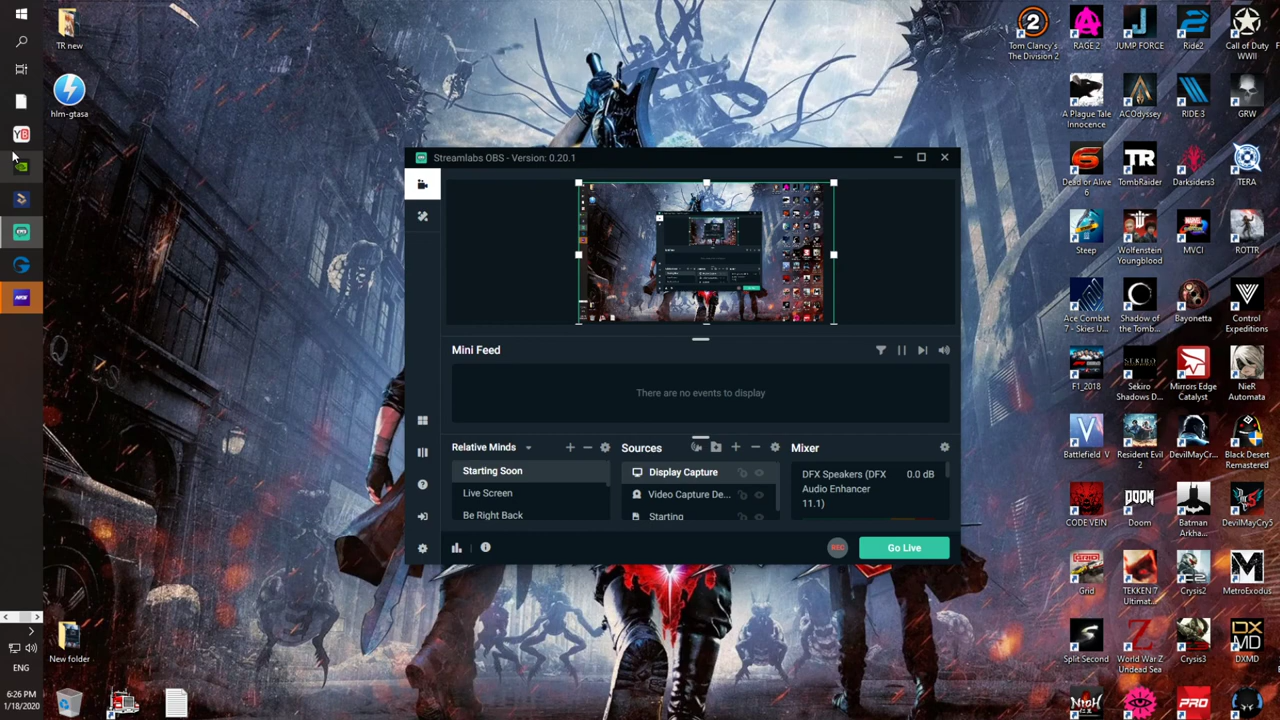 TR new
hlm-gtasa
New folder
ENG
6:26 PM
1/18/2020
Streamlabs OBS - Version: 0.20.1
Mini Feed
There are no events to display
Relative Minds
Starting Soon
Live Screen
Be Right Back
Sources
Display Capture
Video Capture De...
Starting
Mixer
DFX Speakers (DFX
Audio Enhancer
11.1)
0.0 dB
REC
Go Live
Tom Clancy's
The Division 2
RAGE 2
JUMP FORCE
Ride2
Call of Duty
WWII
A Plague Tale
Innocence
ACOdyssey
RIDE 3
GRW
Dead or Alive
6
TombRaider
Darksiders3
TERA
Steep
Wolfenstein
Youngblood
MVCI
ROTTR
Ace Combat
7 - Skies U...
Shadow of
the Tomb...
Bayonetta
Control
Expeditions
F1_2018
Sekiro
Shadows D...
Mirrors Edge
Catalyst
NieR
Automata
Battlefield V
Resident Evil
2
DevilMayCr...
Black Desert
Remastered
CODE VEIN
Doom
Batman
Arkha...
DevilMayCry5
Grid
TEKKEN 7
Ultimat...
Crysis2
MetroExodus
Split.Second
World War Z
Undead Sea
Crysis3
DXMD